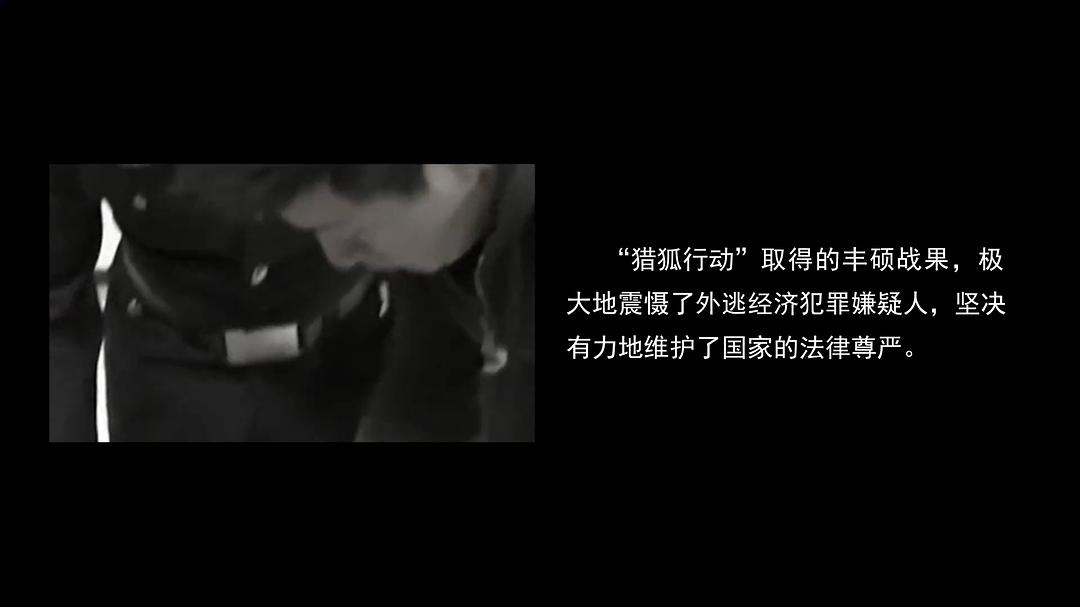 “猎狐行动”取得的丰硕战果，极
大地震慑了外逃经济犯罪嫌疑人，坚决
有力地维护了国家的法律尊严。